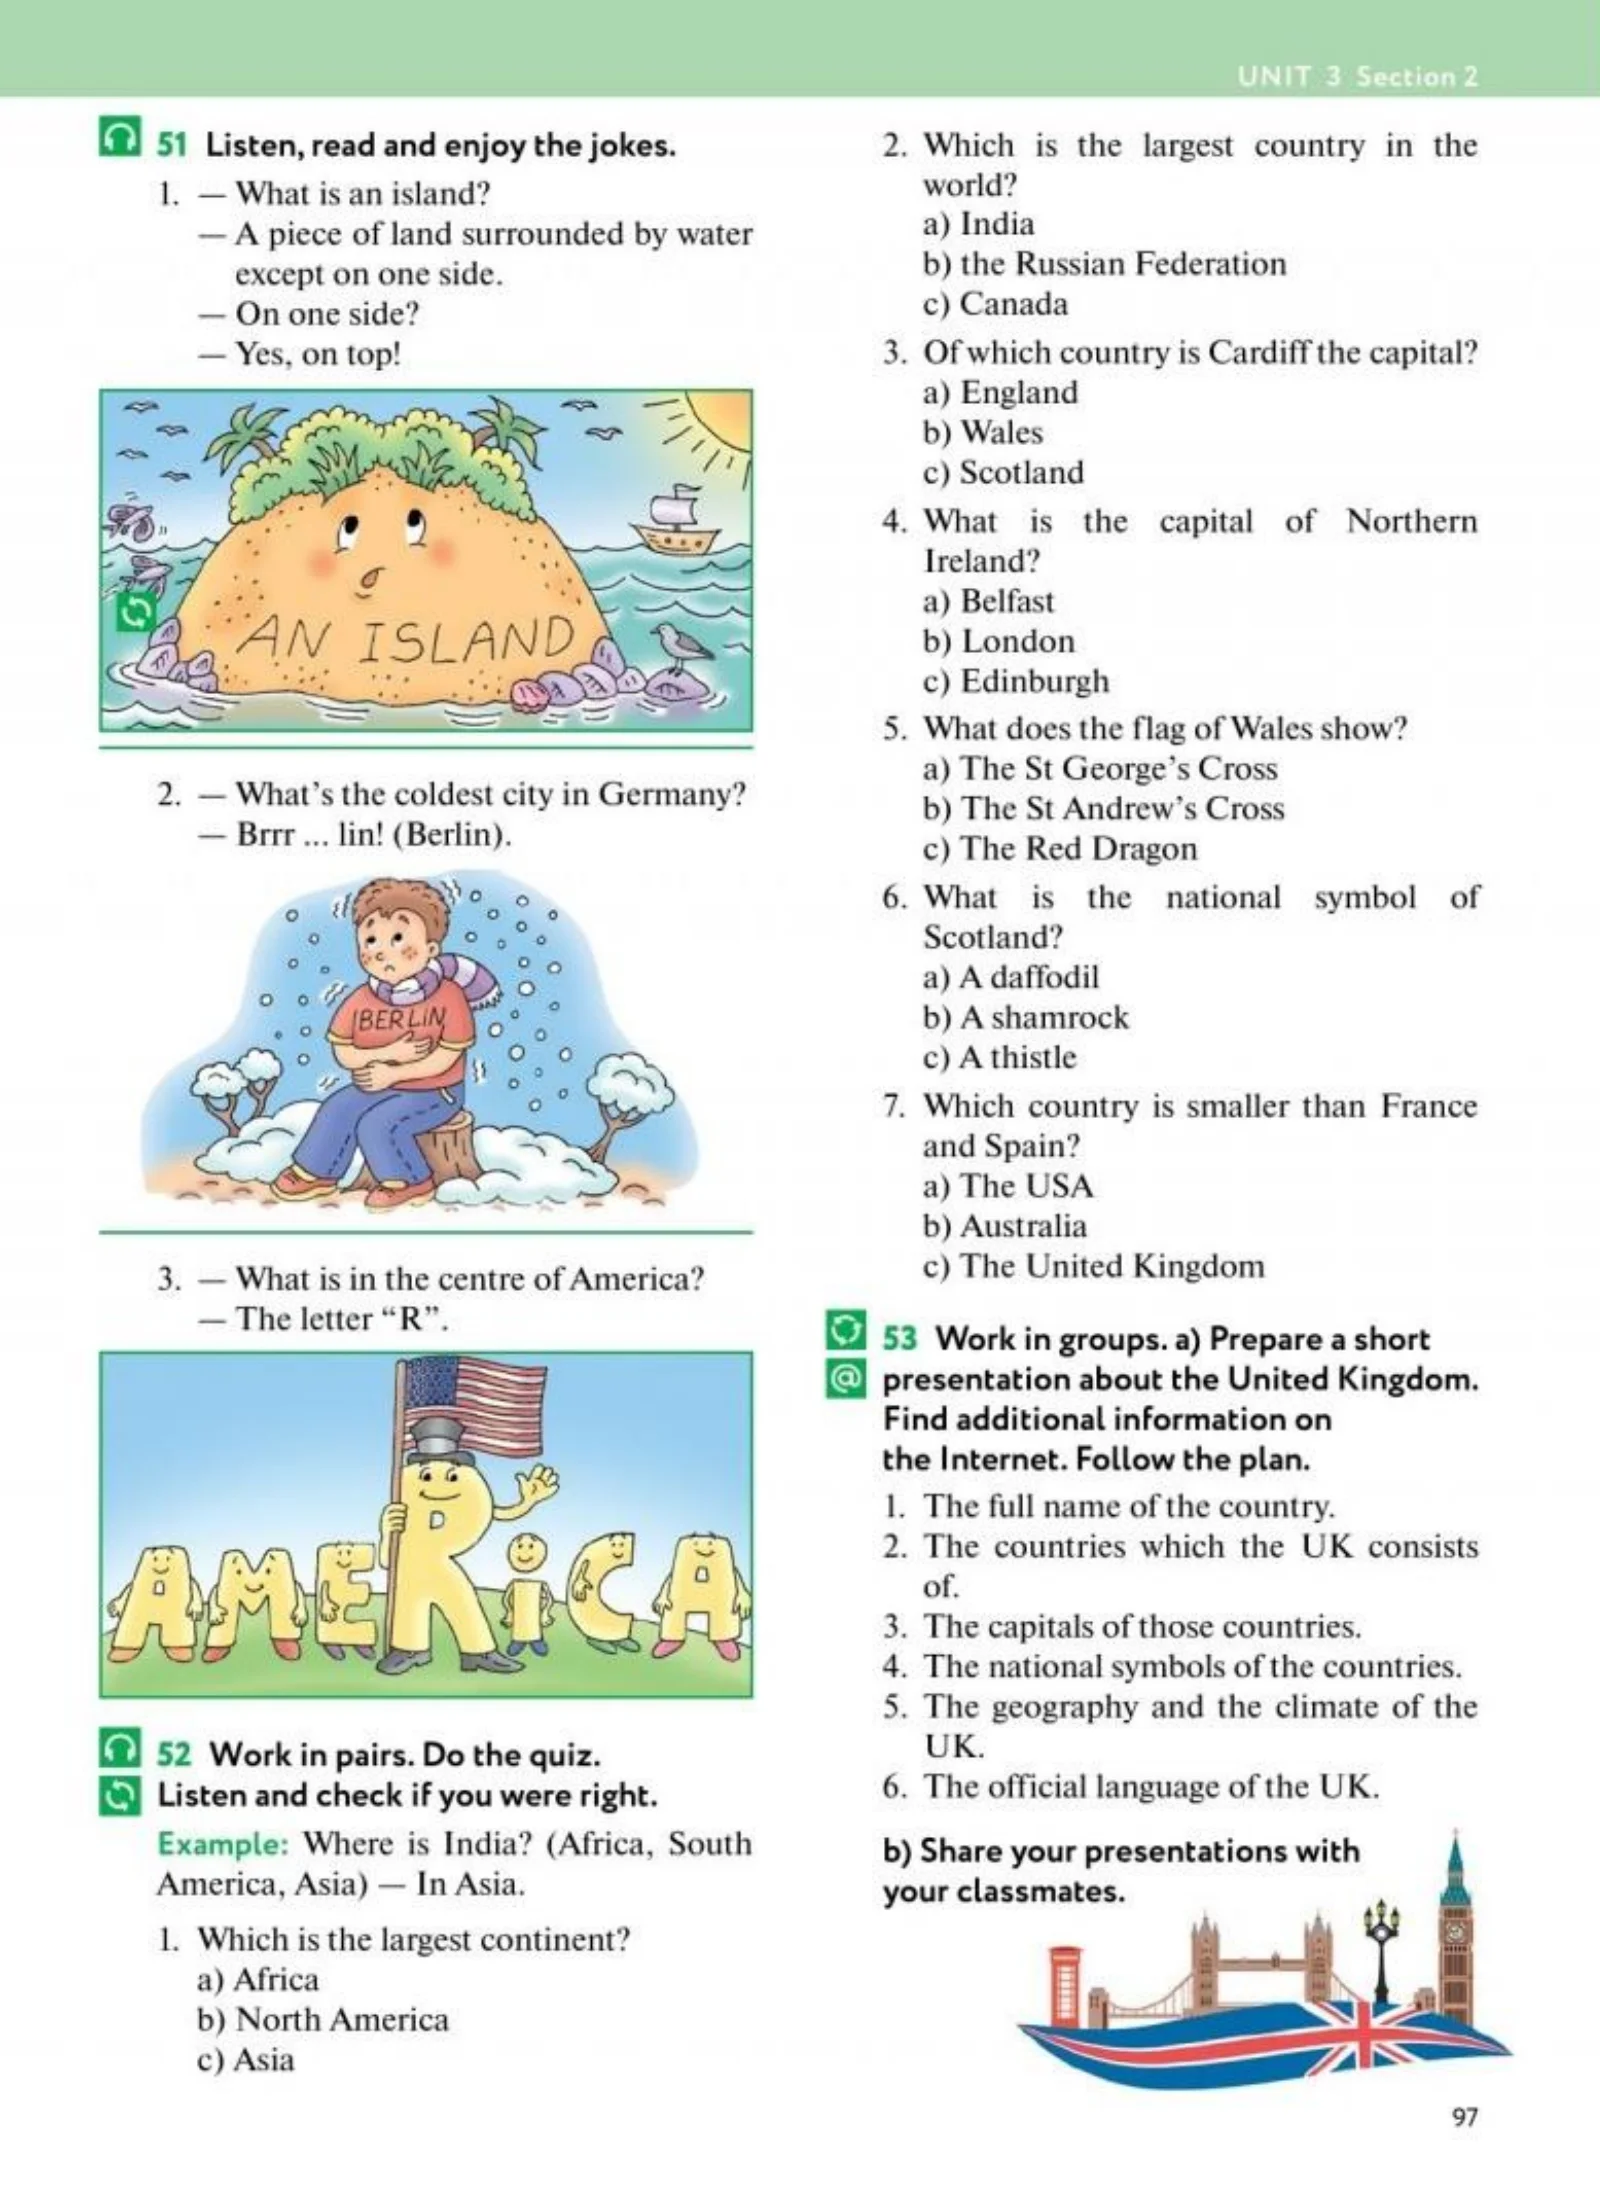 UNIT 3 Section 2
51 Listen, read and enjoy the jokes.
1. — What is an island?
— A piece of land surrounded by water
except on one side.
— On one side?
— Yes, on top!
AN ISLAND
2. — What's the coldest city in Germany?
— Brrr ... lin! (Berlin).
BERLIN
3. — What is in the centre of America?
— The letter “R”.
AMERiCA
52 Work in pairs. Do the quiz.
Listen and check if you were right.
Example: Where is India? (Africa, South
America, Asia) — In Asia.
1. Which is the largest continent?
a) Africa
b) North America
c) Asia
2. Which is the largest country in the
world?
a) India
b) the Russian Federation
c) Canada
3. Of which country is Cardiff the capital?
a) England
b) Wales
c) Scotland
4. What is the capital of Northern
Ireland?
a) Belfast
b) London
c) Edinburgh
5. What does the flag of Wales show?
a) The St George's Cross
b) The St Andrew's Cross
c) The Red Dragon
6. What is the national symbol of
Scotland?
a) A daffodil
b) A shamrock
c) A thistle
7. Which country is smaller than France
and Spain?
a) The USA
b) Australia
c) The United Kingdom
53 Work in groups. a) Prepare a short
@ presentation about the United Kingdom.
Find additional information on
the Internet. Follow the plan.
1. The full name of the country.
2. The countries which the UK consists
of.
3. The capitals of those countries.
4. The national symbols of the countries.
5. The geography and the climate of the
UK.
6. The official language of the UK.
b) Share your presentations with
your classmates.
97